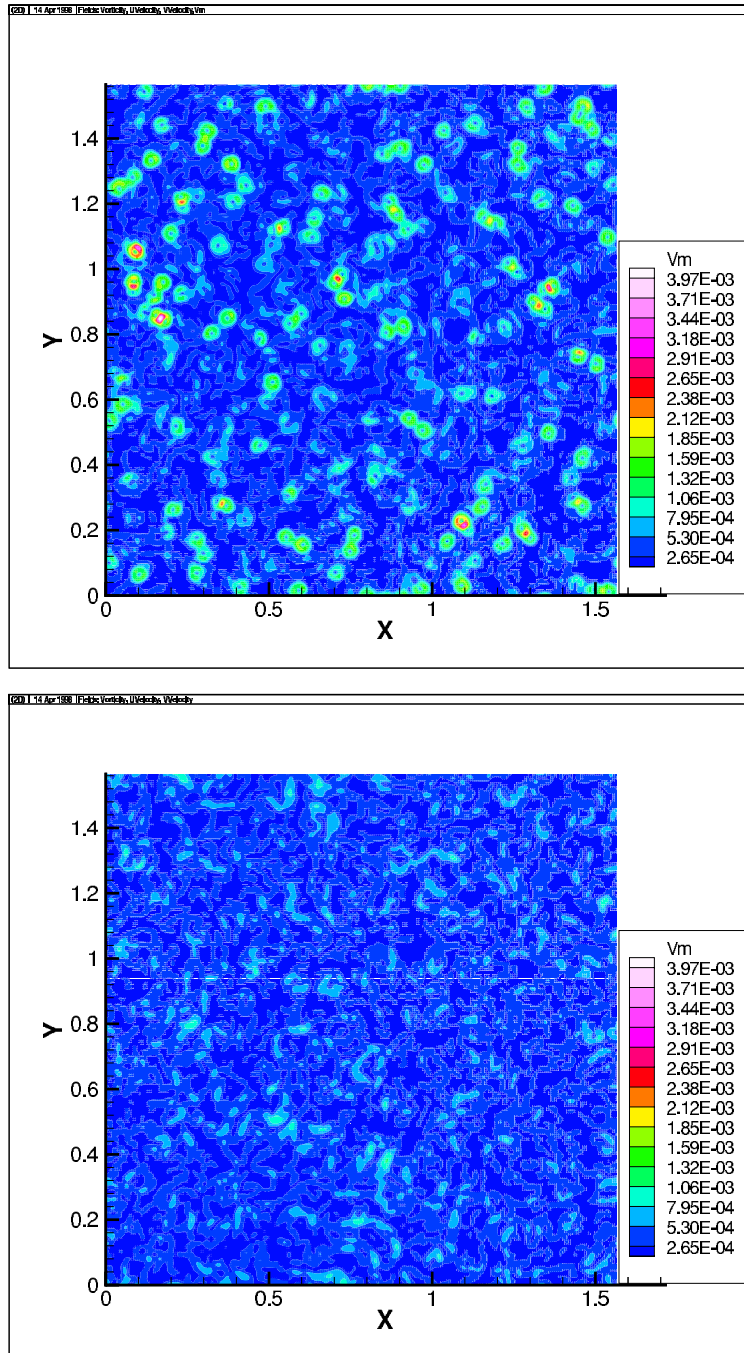 (2D) | 14 Apr 1998 | Fields: Vorticity, UVelocity, VVelocity, Vm
1.4
1.2
1
0.8
0.6
0.4
0.2
0
Y
0
0.5
1
1.5
X
Vm
3.97E-03
3.71E-03
3.44E-03
3.18E-03
2.91E-03
2.65E-03
2.38E-03
2.12E-03
1.85E-03
1.59E-03
1.32E-03
1.06E-03
7.95E-04
5.30E-04
2.65E-04
(2D) | 14 Apr 1998 | Fields: Vorticity, UVelocity, VVelocity
1.4
1.2
1
0.8
0.6
0.4
0.2
0
Y
0
0.5
1
1.5
X
Vm
3.97E-03
3.71E-03
3.44E-03
3.18E-03
2.91E-03
2.65E-03
2.38E-03
2.12E-03
1.85E-03
1.59E-03
1.32E-03
1.06E-03
7.95E-04
5.30E-04
2.65E-04